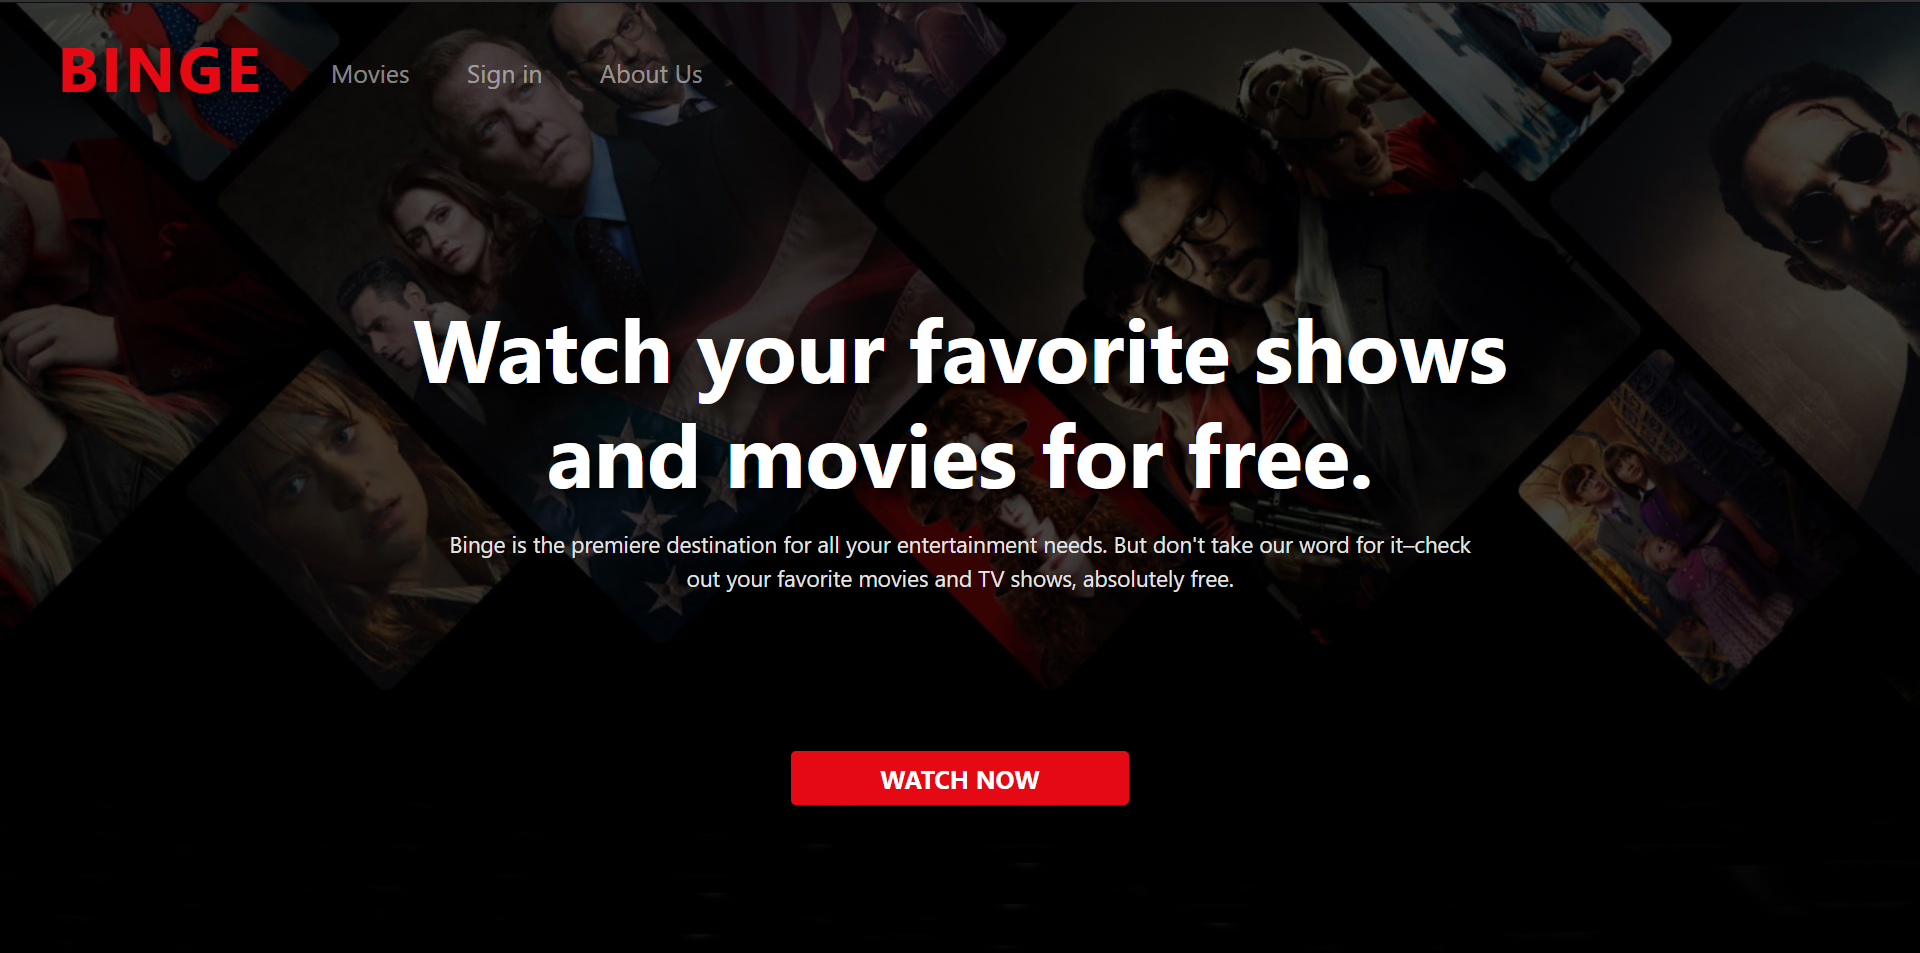 BINGE
Movies
Sign in
About Us
Watch your favorite shows
and movies for free.
Binge is the premiere destination for all your entertainment needs. But don't take our word for it–check
out your favorite movies and TV shows, absolutely free.
WATCH NOW